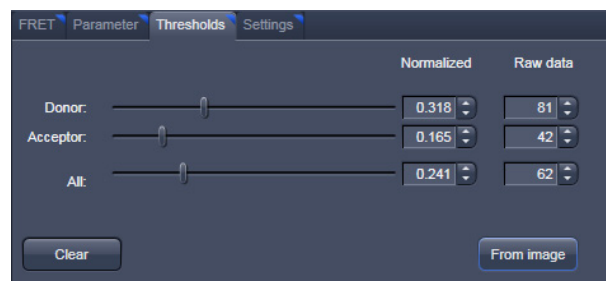 FRET Parameter Thresholds Settings
Normalized Raw data
Donor: 0.318 81
Acceptor: 0.165 42
All: 0.241 62
Clear From image